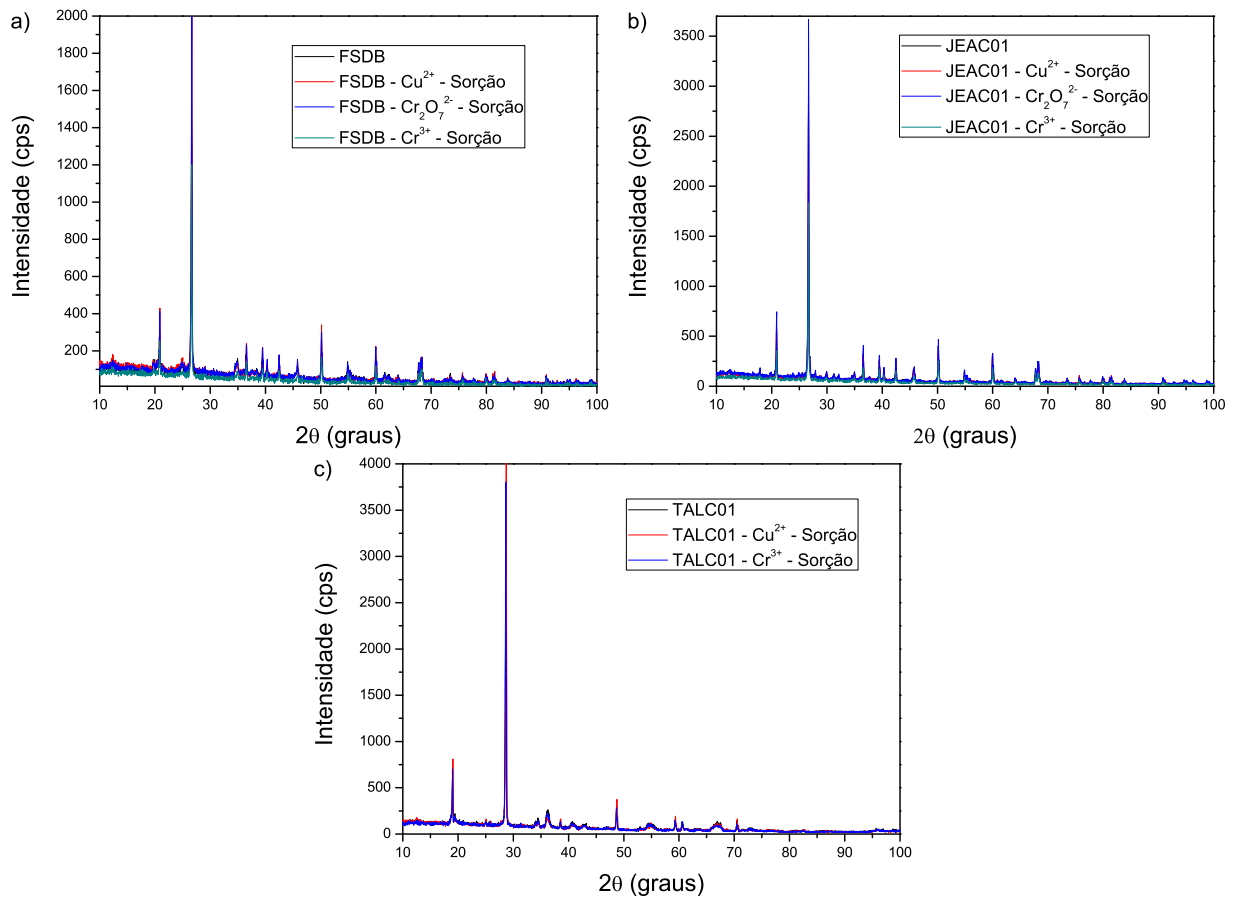 a)
2000
1800
1600
1400
1200
1000
800
600
400
200
Intensidade (cps)
FSDB
FSDB - Cu²⁺ - Sorção
FSDB - Cr₂O₇²⁻ - Sorção
FSDB - Cr³⁺ - Sorção
10 20 30 40 50 60 70 80 90 100
2θ (graus)
b)
3500
3000
2500
2000
1500
1000
500
0
Intensidade (cps)
JEAC01
JEAC01 - Cu²⁺ - Sorção
JEAC01 - Cr₂O₇²⁻ - Sorção
JEAC01 - Cr³⁺ - Sorção
10 20 30 40 50 60 70 80 90 100
2θ (graus)
c)
4000
3500
3000
2500
2000
1500
1000
500
0
Intensidade (cps)
TALC01
TALC01 - Cu²⁺ - Sorção
TALC01 - Cr³⁺ - Sorção
10 20 30 40 50 60 70 80 90 100
2θ (graus)